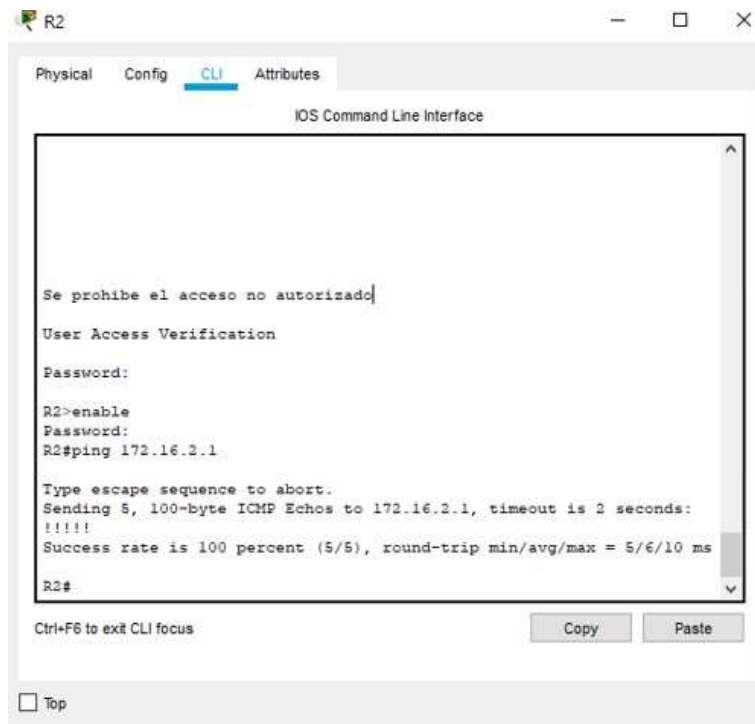 R2
Physical Config CLI Attributes
IOS Command Line Interface
Se prohibe el acceso no autorizado
User Access Verification
Password:
R2>enable
Password:
R2#ping 172.16.2.1
Type escape sequence to abort.
Sending 5, 100-byte ICMP Echos to 172.16.2.1, timeout is 2 seconds:
!!!!!
Success rate is 100 percent (5/5), round-trip min/avg/max = 5/6/10 ms
R2#
Ctrl+F6 to exit CLI focus
Copy Paste
Top